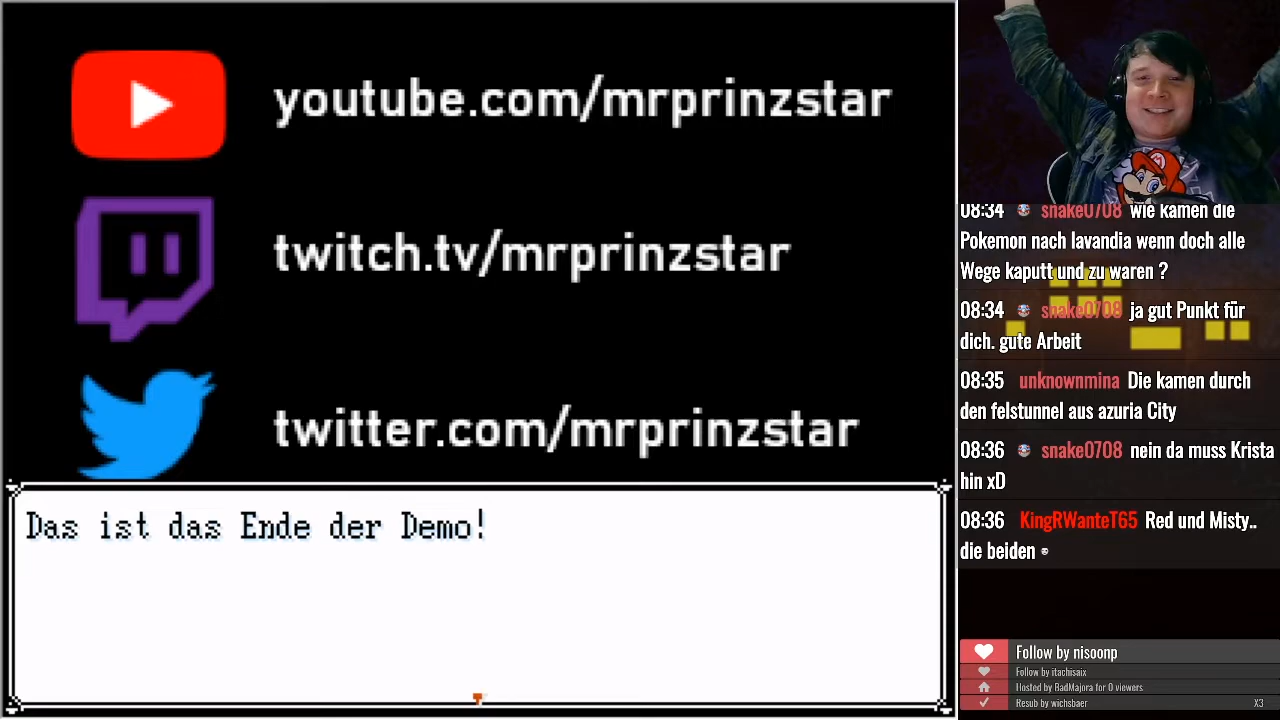 youtube.com/mrprinzstar
twitch.tv/mrprinzstar
twitter.com/mrprinzstar
Das ist das Ende der Demo!
08:34 snake0708 wie kamen die
Pokemon nach lavandia wenn doch alle
Wege kaputt und zu waren ?
08:34 snake0708 ja gut Punkt für
dich. gute Arbeit
08:35 unknownmina Die kamen durch
den felstunnel aus azuria City
08:36 snake0708 nein da muss Krista
hin xD
08:36 KingRWanteT65 Red und Misty..
die beiden
Follow by nisoonp
Follow by itachisaix
Hosted by BadMajora for 0 viewers
Resub by wichsbaer X3